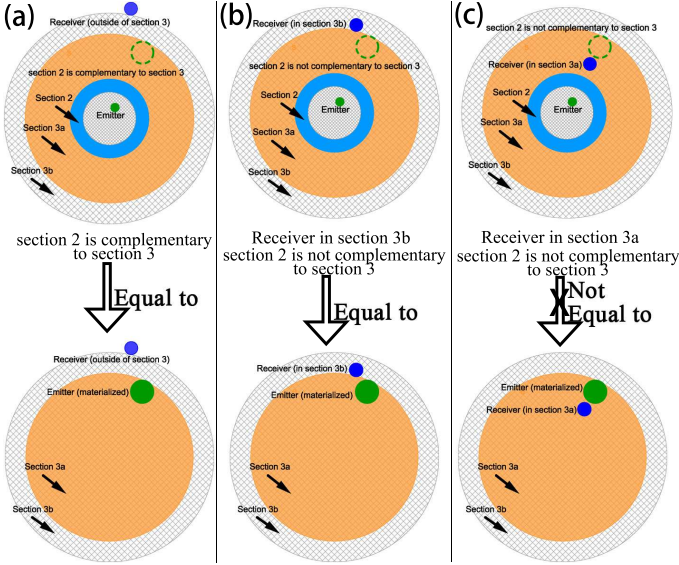 (a)
Receiver (outside of section 3)
section 2 is complementary to section 3
Section 2
Emitter
Section 3a
Section 3b
section 2 is complementary
to section 3
Equal to
Receiver (outside of section 3)
Emitter (materialized)
Section 3a
Section 3b
(b)
Receiver (in section 3b)
section 2 is not complementary to section 3
Section 2
Emitter
Section 3a
Section 3b
Receiver in section 3b
section 2 is not complementary
to section 3
Equal to
Receiver (in section 3b)
Emitter (materialized)
Section 3a
Section 3b
(c)
section 2 is not complementary to section 3
Receiver (in section 3a)
Section 2
Emitter
Section 3a
Section 3b
Receiver in section 3a
section 2 is not complementary
to section 3
X
Not
Equal to
Emitter (materialized)
Receiver (in section 3a)
Section 3a
Section 3b